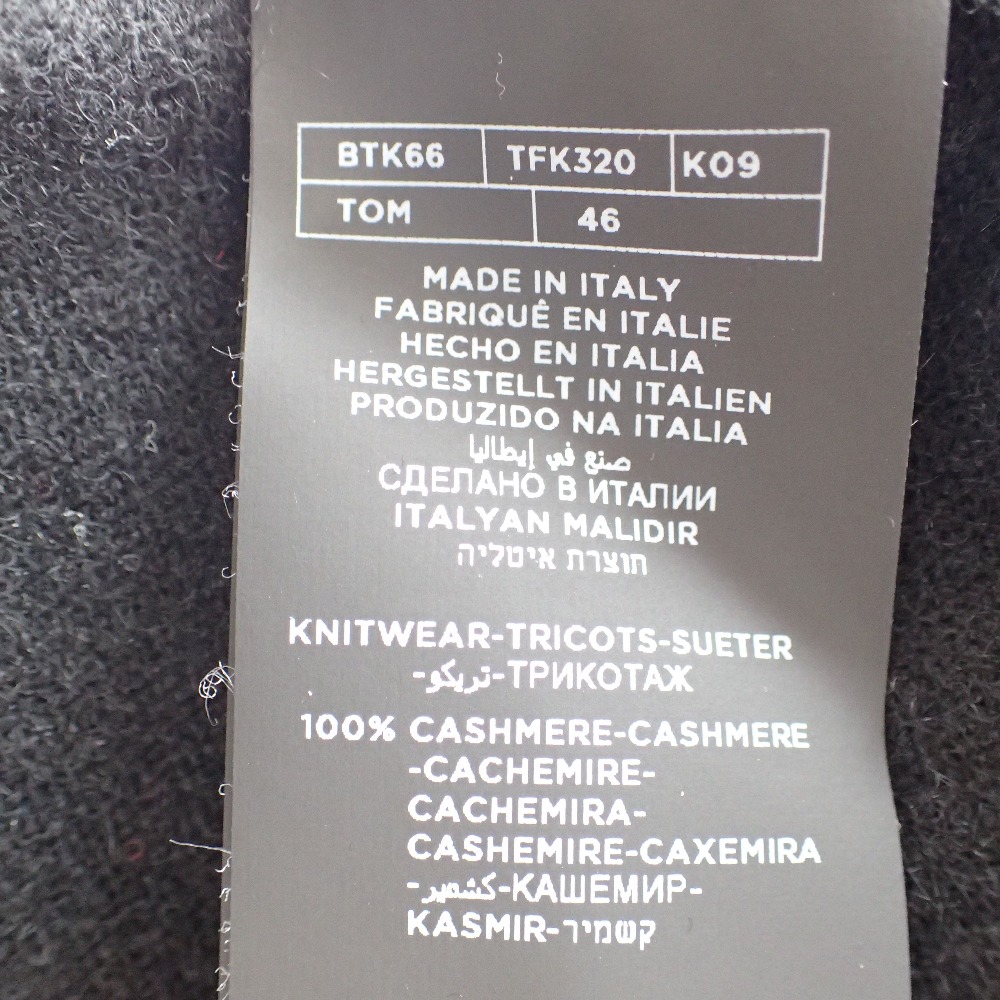 BTK66 TFK320 K09
TOM 46
MADE IN ITALY
FABRIQUÊ EN ITALIE
HECHO EN ITALIA
HERGESTELLT IN ITALIEN
PRODUZIDO NA ITALIA
صنع في إيطاليا
СДЕЛАНО В ИТАЛИИ
ITALYAN MALIDIR
תוצרת איטליה
KNITWEAR-TRICOTS-SUETER
-تريكو-ТРИКОТАЖ
100% CASHMERE-CASHMERE
-CACHEMIRE-
CACHEMIRA-
CASHEMIRE-CAXEMIRA
-كشمير-КАШЕМИР-
KASMIR-קשמיר